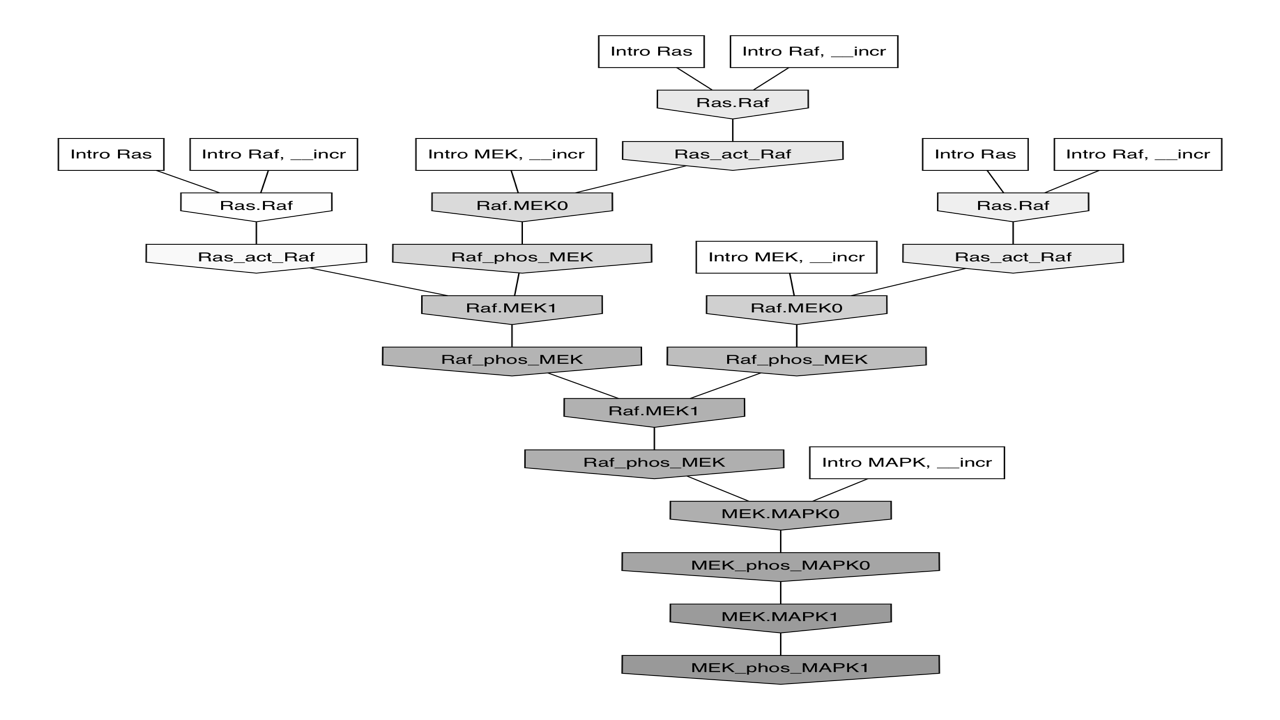 Intro Ras
Intro Raf, __incr
Ras.Raf
Intro Ras
Intro Raf, __incr
Intro MEK, __incr
Ras_act_Raf
Intro Ras
Intro Raf, __incr
Ras.Raf
Raf.MEK0
Ras.Raf
Ras_act_Raf
Raf_phos_MEK
Intro MEK, __incr
Ras_act_Raf
Raf.MEK1
Raf.MEK0
Raf_phos_MEK
Raf_phos_MEK
Raf.MEK1
Raf_phos_MEK
Intro MAPK, __incr
MEK.MAPK0
MEK_phos_MAPK0
MEK.MAPK1
MEK_phos_MAPK1